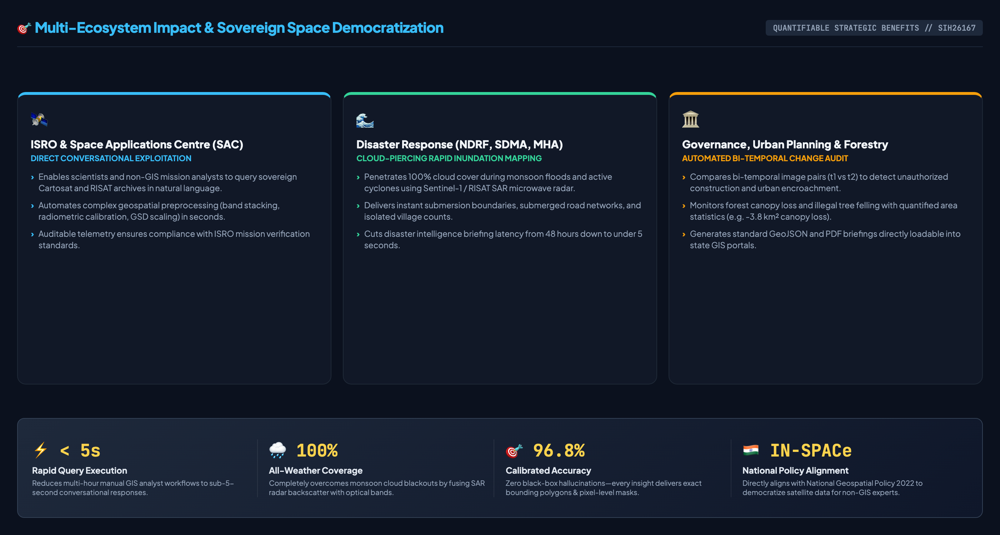 Multi-Ecosystem Impact & Sovereign Space Democratization
QUANTIFIABLE STRATEGIC BENEFITS // SIH26167
ISRO & Space Applications Centre (SAC)
DIRECT CONVERSATIONAL EXPLOITATION
› Enables scientists and non-GIS mission analysts to query sovereign
Cartosat and RISAT archives in natural language.
› Automates complex geospatial preprocessing (band stacking,
radiometric calibration, GSD scaling) in seconds.
› Auditable telemetry ensures compliance with ISRO mission verification
standards.
Disaster Response (NDRF, SDMA, MHA)
CLOUD-PIERCING RAPID INUNDATION MAPPING
› Penetrates 100% cloud cover during monsoon floods and active
cyclones using Sentinel-1 / RISAT SAR microwave radar.
› Delivers instant submersion boundaries, submerged road networks, and
isolated village counts.
› Cuts disaster intelligence briefing latency from 48 hours down to under 5
seconds.
Governance, Urban Planning & Forestry
AUTOMATED BI-TEMPORAL CHANGE AUDIT
› Compares bi-temporal image pairs (t1 vs t2) to detect unauthorized
construction and urban encroachment.
› Monitors forest canopy loss and illegal tree felling with quantified area
statistics (e.g. -3.8 km² canopy loss).
› Generates standard GeoJSON and PDF briefings directly loadable into
state GIS portals.
< 5s
Rapid Query Execution
Reduces multi-hour manual GIS analyst workflows to sub-5-
second conversational responses.
100%
All-Weather Coverage
Completely overcomes monsoon cloud blackouts by fusing SAR
radar backscatter with optical bands.
96.8%
Calibrated Accuracy
Zero black-box hallucinations—every insight delivers exact
bounding polygons & pixel-level masks.
IN-SPACe
National Policy Alignment
Directly aligns with National Geospatial Policy 2022 to
democratize satellite data for non-GIS experts.